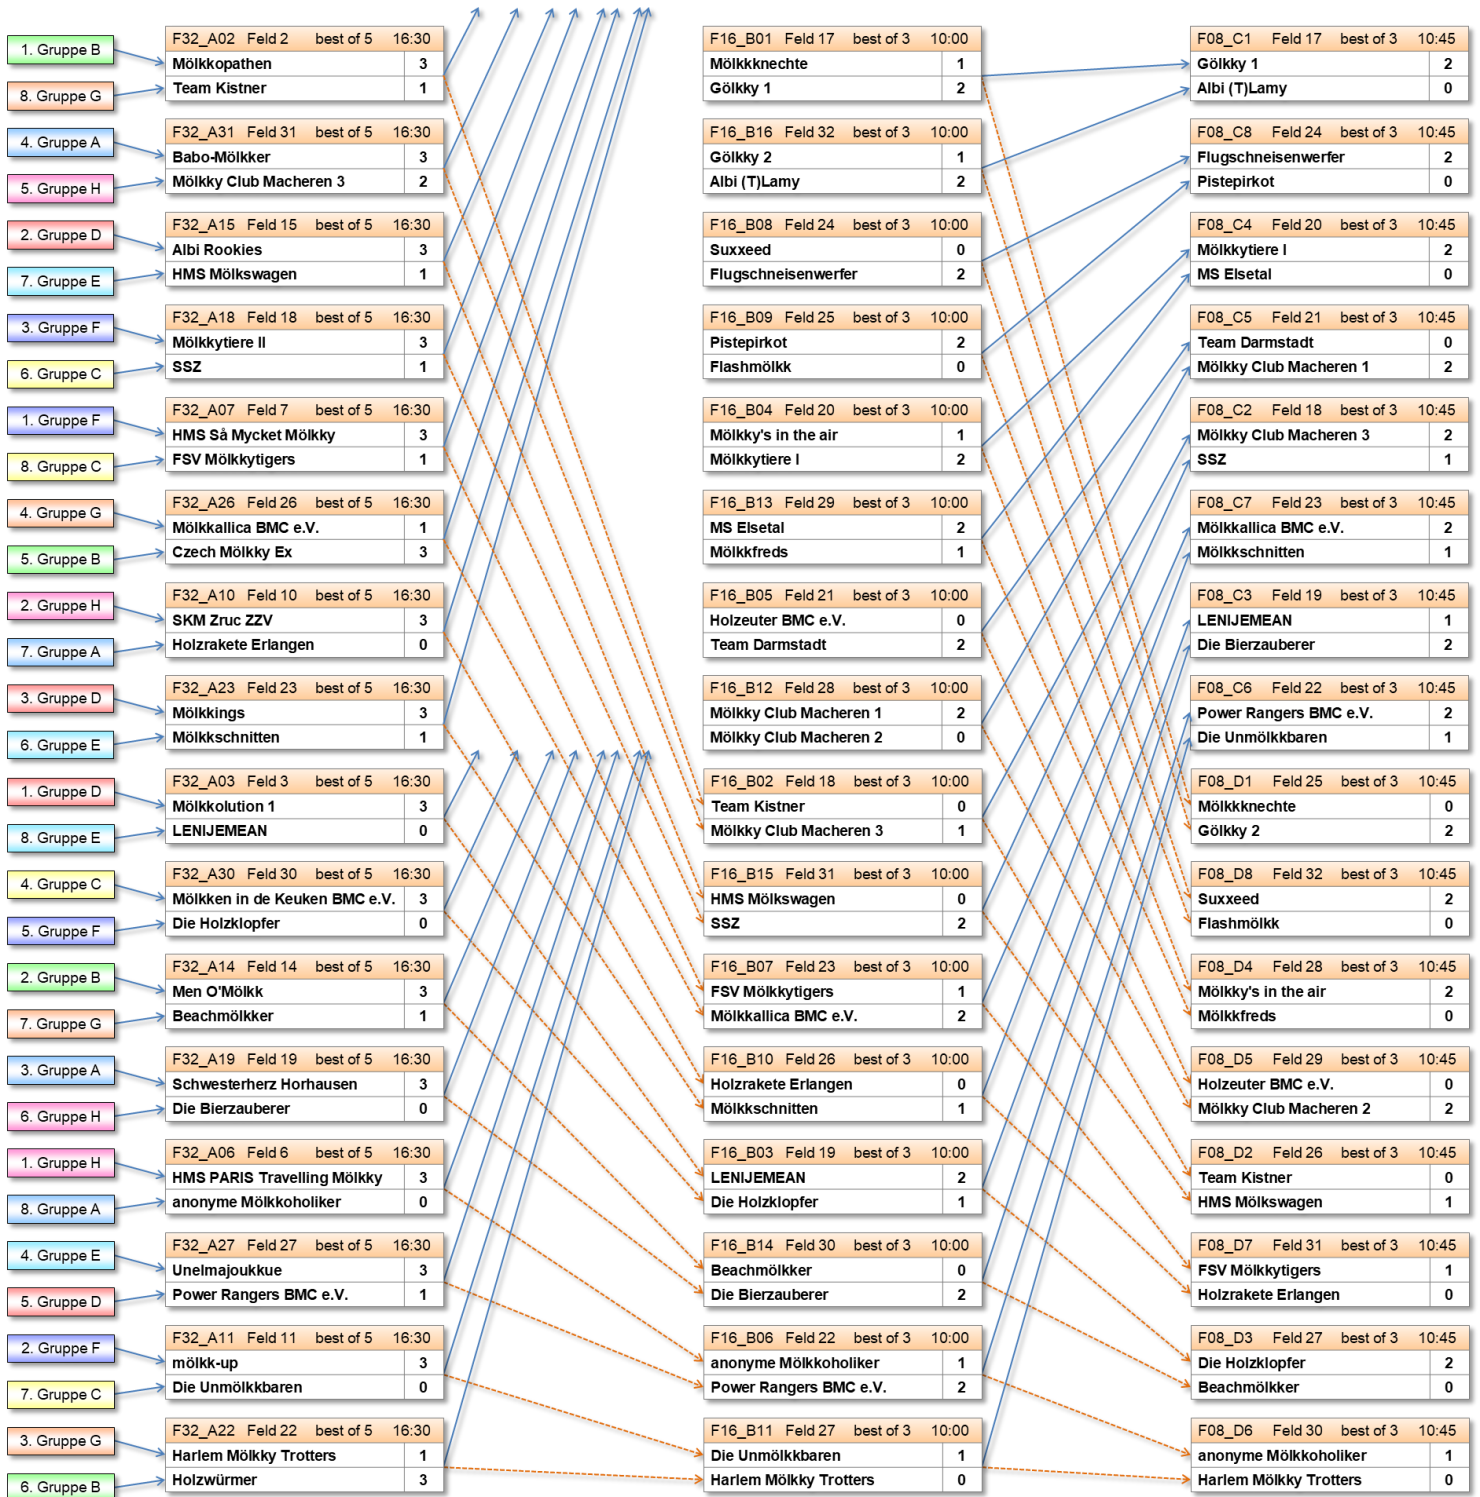 1. Gruppe B
8. Gruppe G
4. Gruppe A
5. Gruppe H
2. Gruppe D
7. Gruppe E
3. Gruppe F
6. Gruppe C
1. Gruppe F
8. Gruppe C
4. Gruppe G
5. Gruppe B
2. Gruppe H
7. Gruppe A
3. Gruppe D
6. Gruppe E
1. Gruppe D
8. Gruppe E
4. Gruppe C
5. Gruppe F
2. Gruppe B
7. Gruppe G
3. Gruppe A
6. Gruppe H
1. Gruppe H
8. Gruppe A
4. Gruppe E
5. Gruppe D
2. Gruppe F
7. Gruppe C
3. Gruppe G
6. Gruppe B
F32_A02 Feld 2 best of 5 16:30
Mölkkopathen 3
Team Kistner 1
F32_A31 Feld 31 best of 5 16:30
Babo-Mölkker 3
Mölkky Club Macheren 3 2
F32_A15 Feld 15 best of 5 16:30
Albi Rookies 3
HMS Mölkswagen 1
F32_A18 Feld 18 best of 5 16:30
Mölkkytiere II 3
SSZ 1
F32_A07 Feld 7 best of 5 16:30
HMS Så Mycket Mölkky 3
FSV Mölkkytigers 1
F32_A26 Feld 26 best of 5 16:30
Mölkkallica BMC e.V. 1
Czech Mölkky Ex 3
F32_A10 Feld 10 best of 5 16:30
SKM Zruc ZZV 3
Holzrakete Erlangen 0
F32_A23 Feld 23 best of 5 16:30
Mölkkings 3
Mölkkschnitten 1
F32_A03 Feld 3 best of 5 16:30
Mölkkolution 1 3
LENIJEMEAN 0
F32_A30 Feld 30 best of 5 16:30
Mölkken in de Keuken BMC e.V. 3
Die Holzklopfer 0
F32_A14 Feld 14 best of 5 16:30
Men O'Mölkk 3
Beachmölkker 1
F32_A19 Feld 19 best of 5 16:30
Schwesterherz Horhausen 3
Die Bierzauberer 0
F32_A06 Feld 6 best of 5 16:30
HMS PARIS Travelling Mölkky 3
anonyme Mölkkoholiker 0
F32_A27 Feld 27 best of 5 16:30
Unelmajoukkue 3
Power Rangers BMC e.V. 1
F32_A11 Feld 11 best of 5 16:30
mölkk-up 3
Die Unmölkkbaren 0
F32_A22 Feld 22 best of 5 16:30
Harlem Mölkky Trotters 1
Holzwürmer 3
F16_B01 Feld 17 best of 3 10:00
Mölkkknechte 1
Gölkky 1 2
F16_B16 Feld 32 best of 3 10:00
Gölkky 2 1
Albi (T)Lamy 2
F16_B08 Feld 24 best of 3 10:00
Suxxeed 0
Flugschneisenwerfer 2
F16_B09 Feld 25 best of 3 10:00
Pistepirkot 2
Flashmölkk 0
F16_B04 Feld 20 best of 3 10:00
Mölkky's in the air 1
Mölkkytiere I 2
F16_B13 Feld 29 best of 3 10:00
MS Elsetal 2
Mölkkfreds 1
F16_B05 Feld 21 best of 3 10:00
Holzeuter BMC e.V. 0
Team Darmstadt 2
F16_B12 Feld 28 best of 3 10:00
Mölkky Club Macheren 1 2
Mölkky Club Macheren 2 0
F16_B02 Feld 18 best of 3 10:00
Team Kistner 0
Mölkky Club Macheren 3 1
F16_B15 Feld 31 best of 3 10:00
HMS Mölkswagen 0
SSZ 2
F16_B07 Feld 23 best of 3 10:00
FSV Mölkkytigers 1
Mölkkallica BMC e.V. 2
F16_B10 Feld 26 best of 3 10:00
Holzrakete Erlangen 0
Mölkkschnitten 1
F16_B03 Feld 19 best of 3 10:00
LENIJEMEAN 2
Die Holzklopfer 1
F16_B14 Feld 30 best of 3 10:00
Beachmölkker 0
Die Bierzauberer 2
F16_B06 Feld 22 best of 3 10:00
anonyme Mölkkoholiker 1
Power Rangers BMC e.V. 2
F16_B11 Feld 27 best of 3 10:00
Die Unmölkkbaren 1
Harlem Mölkky Trotters 0
F08_C1 Feld 17 best of 3 10:45
Gölkky 1 2
Albi (T)Lamy 0
F08_C8 Feld 24 best of 3 10:45
Flugschneisenwerfer 2
Pistepirkot 0
F08_C4 Feld 20 best of 3 10:45
Mölkkytiere I 2
MS Elsetal 0
F08_C5 Feld 21 best of 3 10:45
Team Darmstadt 0
Mölkky Club Macheren 1 2
F08_C2 Feld 18 best of 3 10:45
Mölkky Club Macheren 3 2
SSZ 1
F08_C7 Feld 23 best of 3 10:45
Mölkkallica BMC e.V. 2
Mölkkschnitten 1
F08_C3 Feld 19 best of 3 10:45
LENIJEMEAN 1
Die Bierzauberer 2
F08_C6 Feld 22 best of 3 10:45
Power Rangers BMC e.V. 2
Die Unmölkkbaren 1
F08_D1 Feld 25 best of 3 10:45
Mölkkknechte 0
Gölkky 2 2
F08_D8 Feld 32 best of 3 10:45
Suxxeed 2
Flashmölkk 0
F08_D4 Feld 28 best of 3 10:45
Mölkky's in the air 2
Mölkkfreds 0
F08_D5 Feld 29 best of 3 10:45
Holzeuter BMC e.V. 0
Mölkky Club Macheren 2 2
F08_D2 Feld 26 best of 3 10:45
Team Kistner 0
HMS Mölkswagen 1
F08_D7 Feld 31 best of 3 10:45
FSV Mölkkytigers 1
Holzrakete Erlangen 0
F08_D3 Feld 27 best of 3 10:45
Die Holzklopfer 2
Beachmölkker 0
F08_D6 Feld 30 best of 3 10:45
anonyme Mölkkoholiker 1
Harlem Mölkky Trotters 0